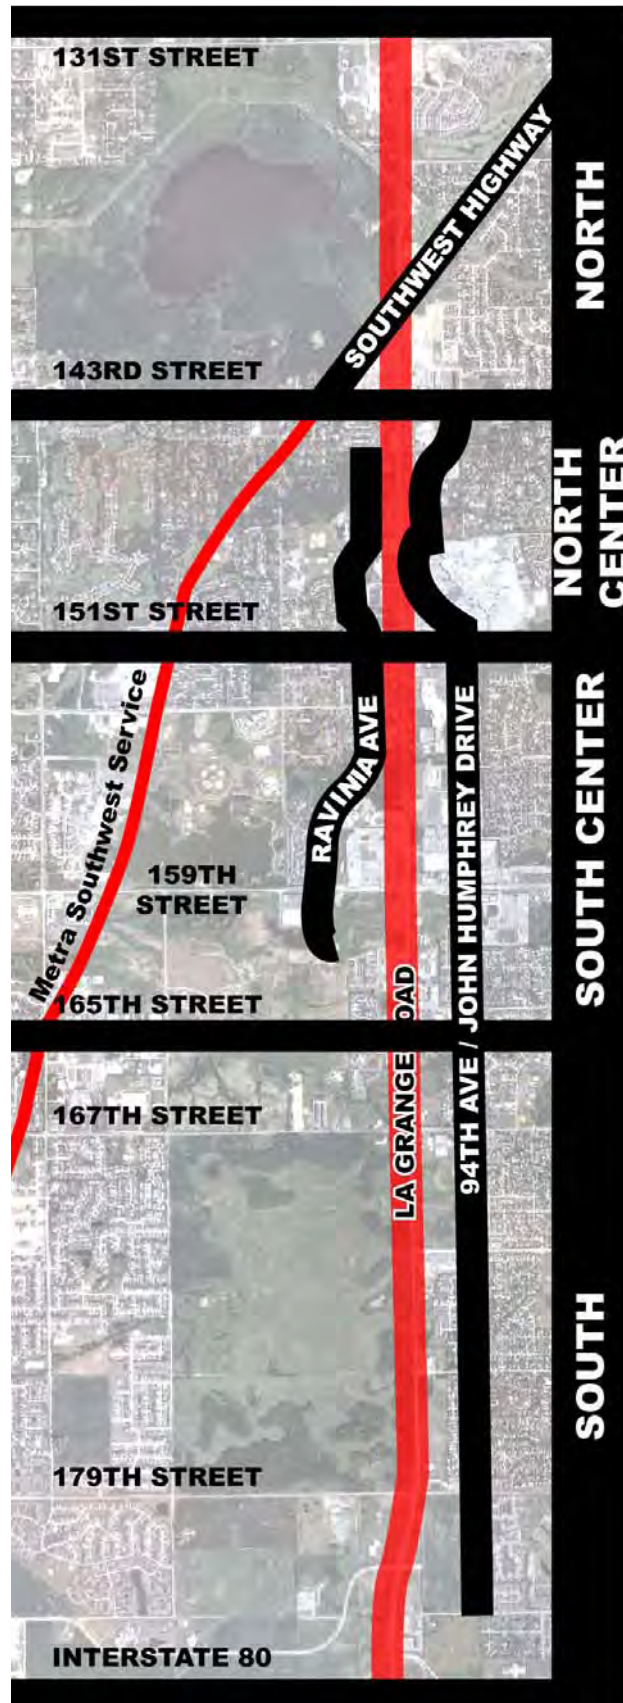 131ST STREET
SOUTHWEST HIGHWAY
NORTH
143RD STREET
NORTH
CENTER
151ST STREET
Metra Southwest Service
RAVINIA AVE
SOUTH CENTER
159TH
STREET
94TH AVE / JOHN HUMPHREY DRIVE
LA GRANGE ROAD
165TH STREET
167TH STREET
SOUTH
179TH STREET
INTERSTATE 80